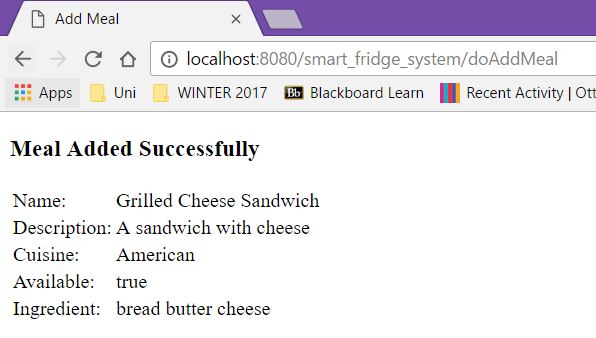 Add Meal
localhost:8080/smart_fridge_system/doAddMeal
Apps Uni WINTER 2017 Bb Blackboard Learn Recent Activity | Ott
Meal Added Successfully
Name: Grilled Cheese Sandwich
Description: A sandwich with cheese
Cuisine: American
Available: true
Ingredient: bread butter cheese